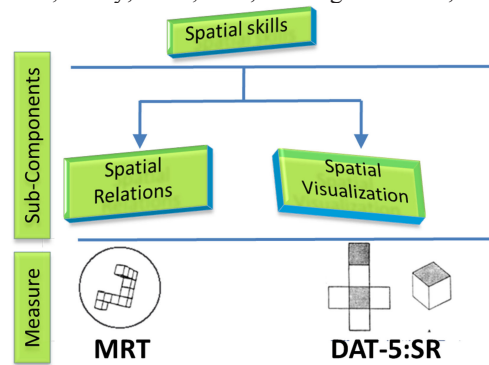 Spatial skills
Sub-Components
Spatial
Relations
Spatial
Visualization
Measure
MRT
DAT-5:SR